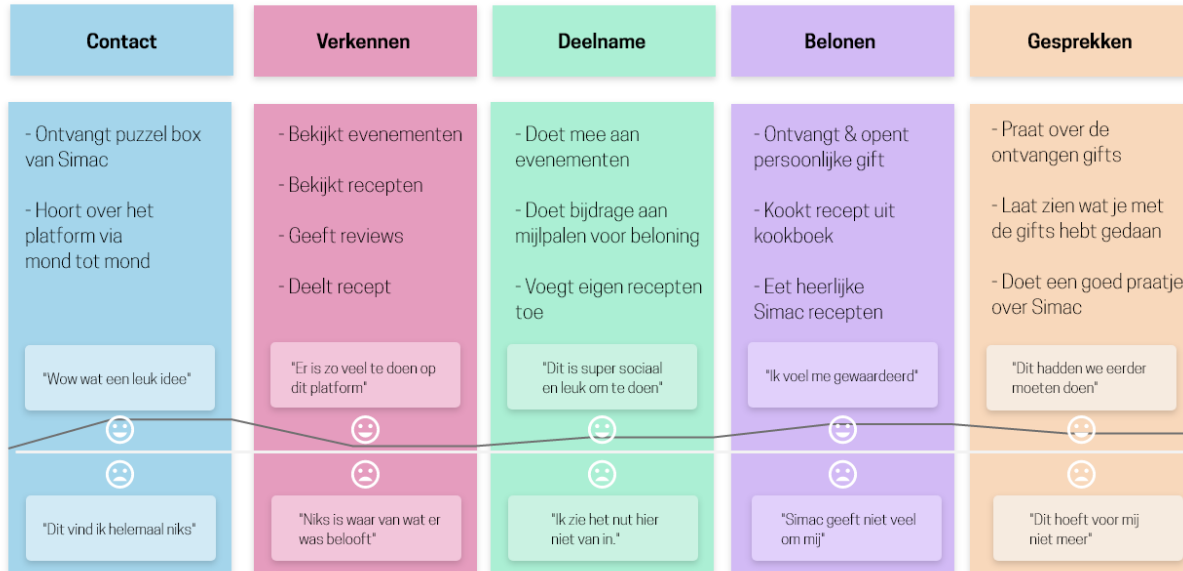 Contact
Verkennen
Deelname
Belonen
Gesprekken
- Ontvangt puzzel box
van Simac
- Hoort over het
platform via
mond tot mond
- Bekijkt evenementen
- Bekijkt recepten
- Geeft reviews
- Deelt recept
- Doet mee aan
evenementen
- Doet bijdrage aan
mijlpalen voor beloning
- Voegt eigen recepten
toe
- Ontvangt & opent
persoonlijke gift
- Kookt recept uit
kookboek
- Eet heerlijke
Simac recepten
- Praat over de
ontvangen gifts
- Laat zien wat je met
de gifts hebt gedaan
- Doet een goed praatje
over Simac
"Wow wat een leuk idee"
"Er is zo veel te doen op
dit platform"
"Dit is super sociaal
en leuk om te doen"
"Ik voel me gewaardeerd"
"Dit hadden we eerder
moeten doen"
"Dit vind ik helemaal niks"
"Niks is waar van wat er
was belooft"
"Ik zie het nut hier
niet van in."
"Simac geeft niet veel
om mij"
"Dit hoeft voor mij
niet meer"